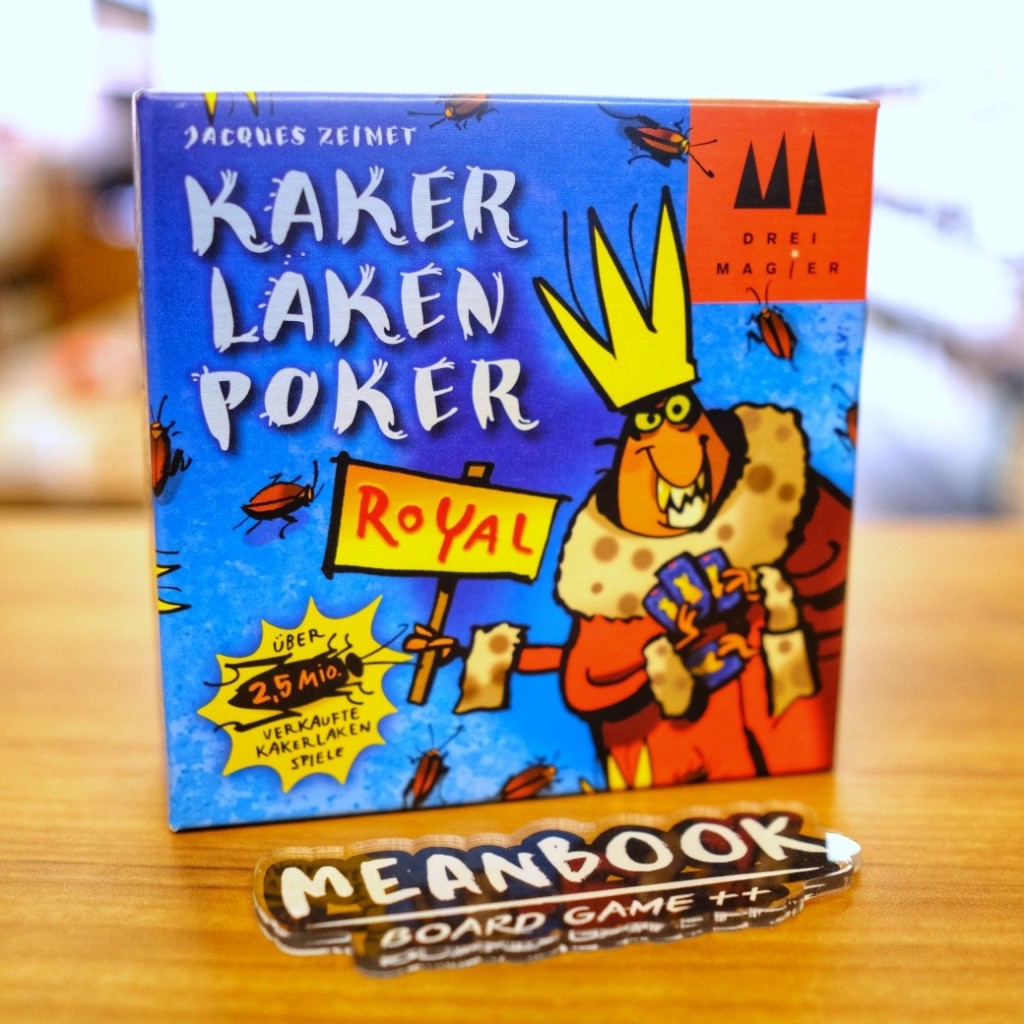 JACQUES ZEIMET
KAKER
LAKEN
POKER
DREI
MAGIER
ROYAL
ÜBER
2,5 MIO.
VERKAUFTE
KAKERLAKEN
SPIELE
MEANBOOK
BOARD GAME ++